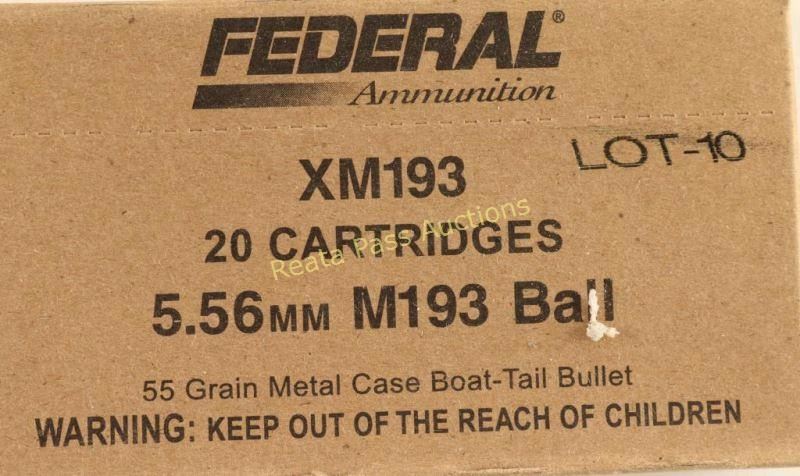 FEDERAL®
Ammunition
LOT-10
XM193
20 CARTRIDGES
Reata Pass Auctions
5.56MM M193 Ball
55 Grain Metal Case Boat-Tail Bullet
WARNING: KEEP OUT OF THE REACH OF CHILDREN